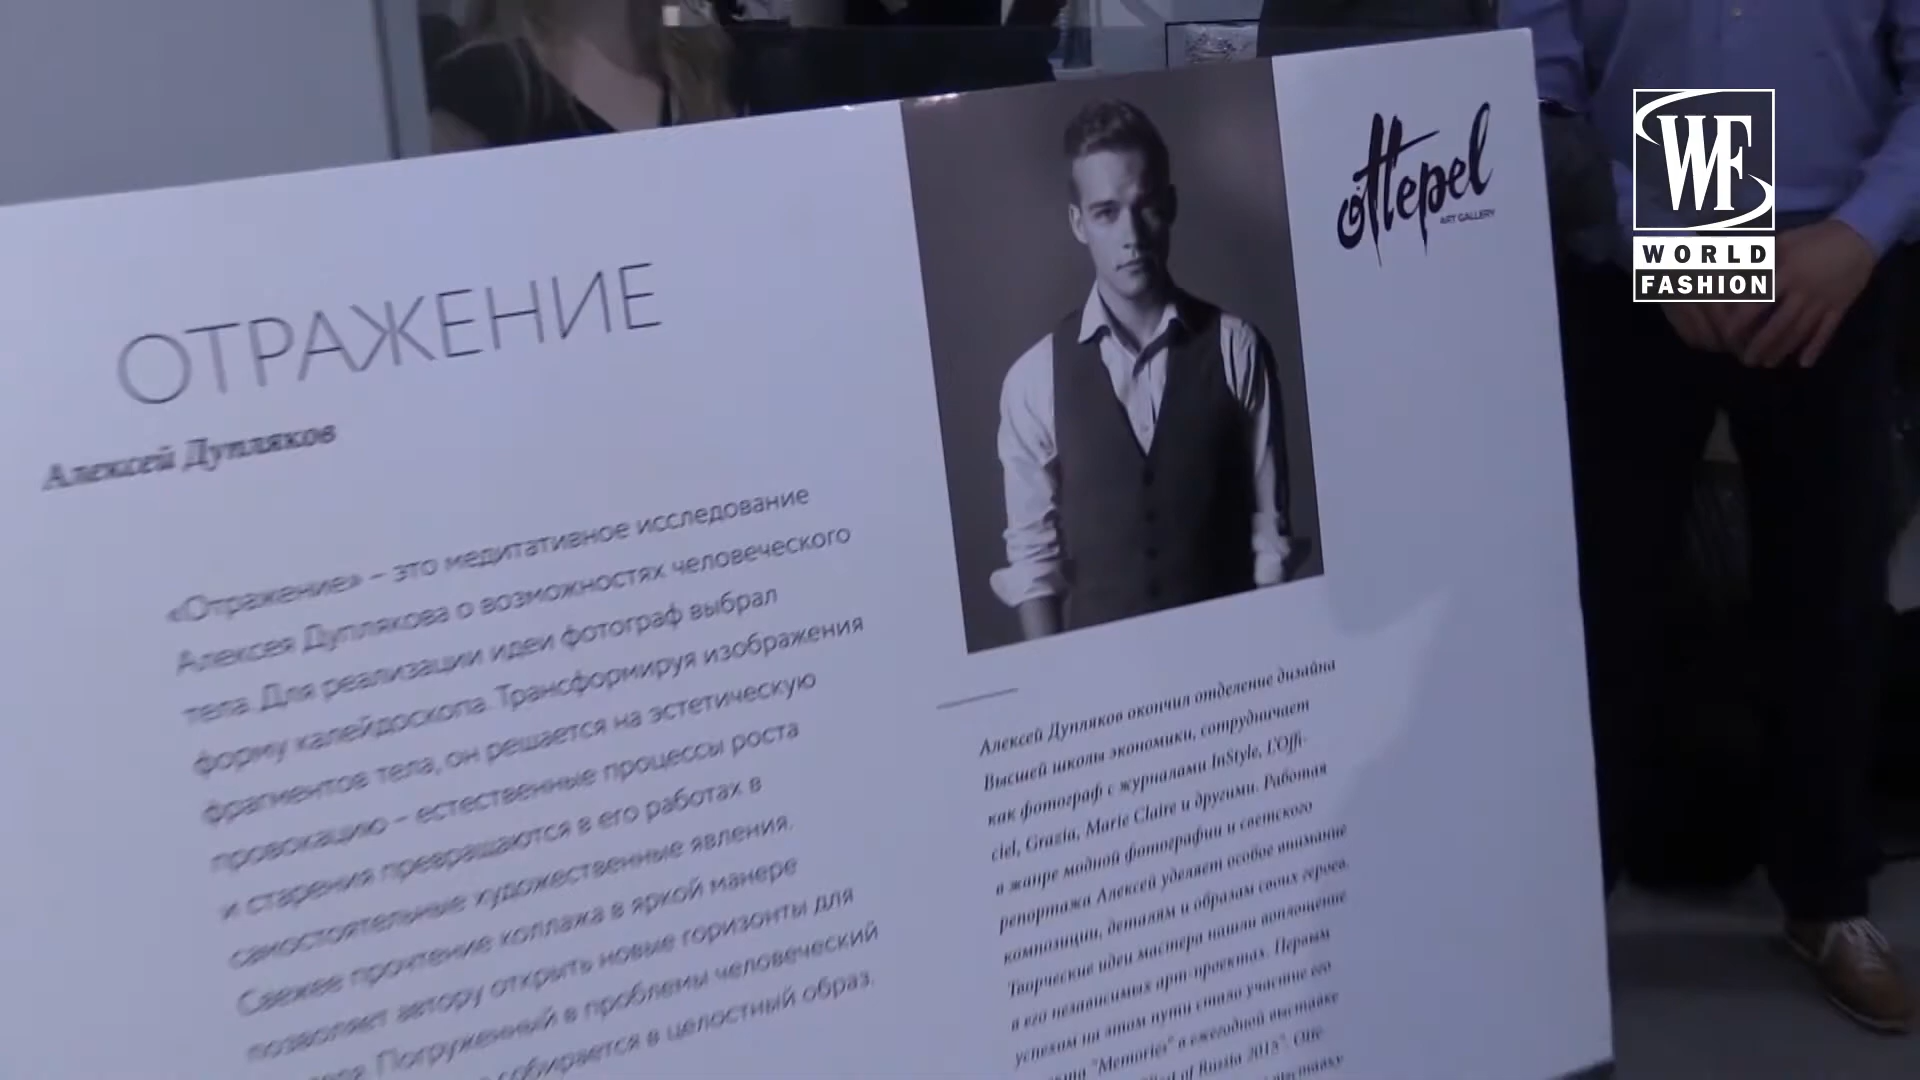 ОТРАЖЕНИЕ
Алексей Дупляков
«Отражение» – это медитативное исследование
Алексея Дуплякова о возможностях человеческого
тела. Для реализации идеи фотограф выбрал
форму калейдоскопа. Трансформируя изображения
фрагментов тела, он решается на эстетическую
провокацию – естественные процессы роста
и старения превращаются в его работах в
самостоятельные художественные явления.
Свежее прочтение коллажа в яркой манере
позволяет автору открыть новые горизонты для
Погруженный в проблемы человеческий
собирается в целостный образ.
ottepel
ART GALLERY
Алексей Дупляков окончил отделение дизайна
Высшей школы экономики, сотрудничает
как фотограф с журналами InStyle, L'Offi-
ciel, Grazia, Marie Claire и другими. Работая
в жанре модной фотографии и светского
репортажа Алексей уделяет особое внимание
композиции, деталям и образам своих героев.
Творческие идеи мастера нашли воплощение
в его независимых арт-проектах. Первым
успехом на этом пути стало участие его
"Memories" в ежегодной выставке
of Russia 2013".
выставке
WF
WORLD
FASHION